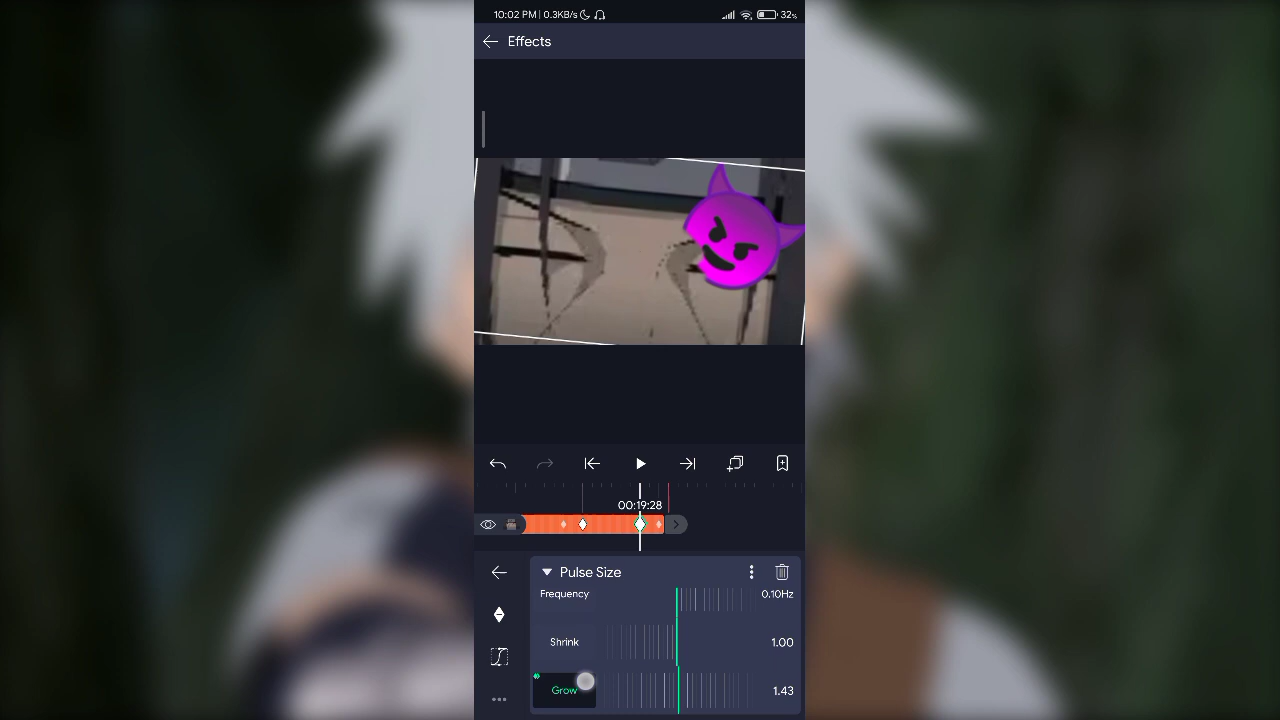 10:02 PM | 0.3KB/s 32%
Effects
00:19:28
Pulse Size
Frequency 0.10Hz
Shrink 1.00
Grow 1.43